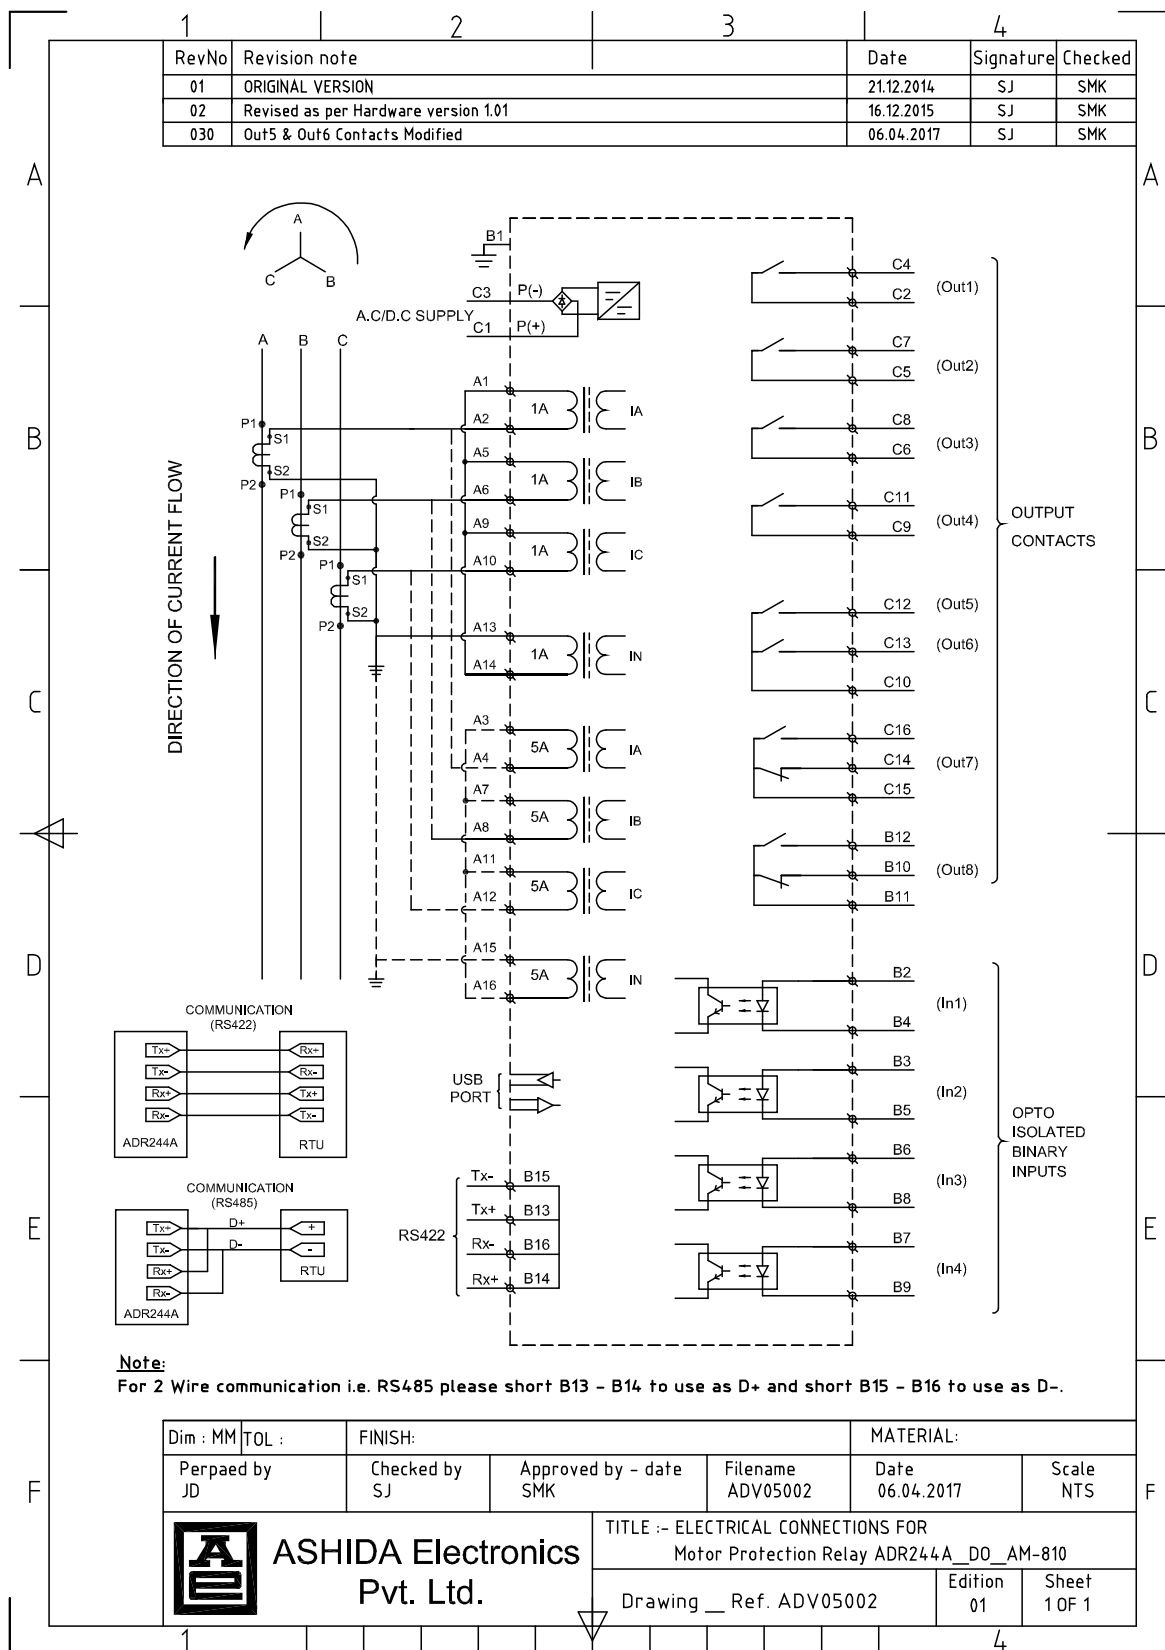 1 2 3 4
RevNo Revision note Date Signature Checked
01 ORIGINAL VERSION 21.12.2014 SJ SMK
02 Revised as per Hardware version 1.01 16.12.2015 SJ SMK
030 Out5 & Out6 Contacts Modified 06.04.2017 SJ SMK
A A
A
C B
B1
C3 P(-)
A.C/D.C SUPPLY
C1 P(+)
A B C
A1
1A IA
A2
A5
1A IB
A6
A9
1A IC
A10
A13
1A IN
A14
A3
5A IA
A4
A7
5A IB
A8
A11
5A IC
A12
A15
5A IN
A16
P1 S1
S2
P2
P1 S1
S2
P2
P1 S1
S2
P2
DIRECTION OF CURRENT FLOW
B B
C C
D D
E E
F F
C4
(Out1)
C2
C7
(Out2)
C5
C8
(Out3)
C6
C11
(Out4)
C9
OUTPUT
CONTACTS
C12 (Out5)
C13 (Out6)
C10
C16
C14 (Out7)
C15
B12
B10 (Out8)
B11
B2
(In1)
B4
B3
(In2)
B5
B6
(In3)
B8
B7
(In4)
B9
OPTO
ISOLATED
BINARY
INPUTS
COMMUNICATION
(RS422)
Tx+ Rx+
Tx- Rx-
Rx+ Tx+
Rx- Tx-
ADR244A RTU
COMMUNICATION
(RS485)
Tx+ D+ +
Tx- D- -
Rx+ RTU
Rx-
ADR244A
USB
PORT
RS422
Tx- B15
Tx+ B13
Rx- B16
Rx+ B14
Note:
For 2 Wire communication i.e. RS485 please short B13 - B14 to use as D+ and short B15 - B16 to use as D-.
Dim : MM TOL : FINISH: MATERIAL:
Perpaed by Checked by Approved by - date Filename Date Scale
JD SJ SMK ADV05002 06.04.2017 NTS
AE
ASHIDA Electronics
Pvt. Ltd.
TITLE :- ELECTRICAL CONNECTIONS FOR
Motor Protection Relay ADR244A__DO__AM-810
Drawing __ Ref. ADV05002
Edition Sheet
01 1 OF 1
1 4